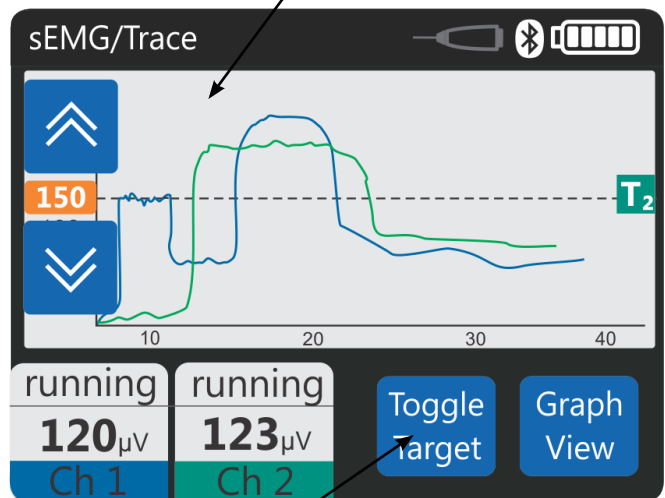 sEMG/Trace
150
T2
10 20 30 40
running running
120μV 123μV
Ch 1 Ch 2
Toggle
Target
Graph
View